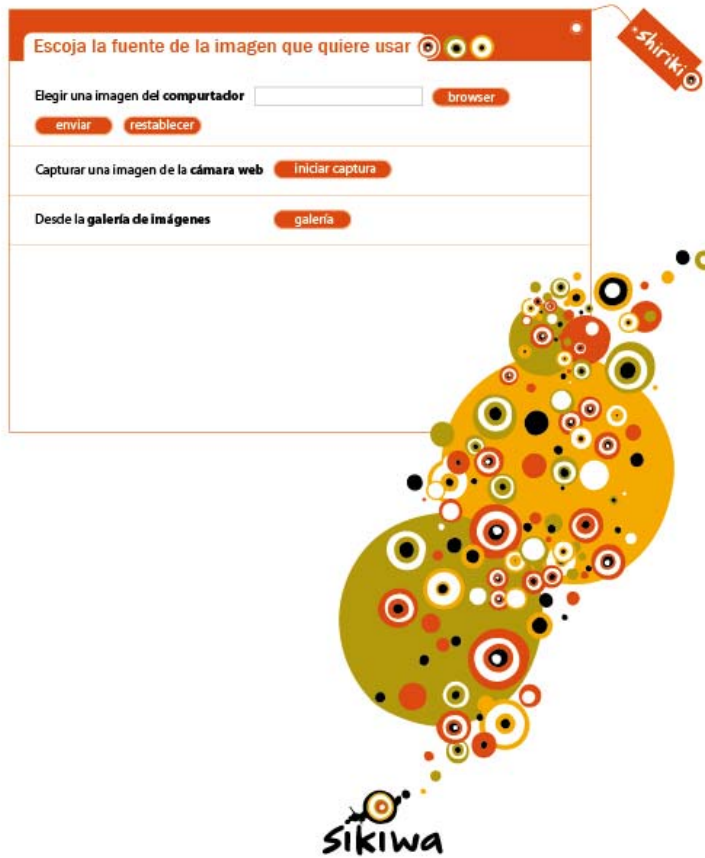 Escoja la fuente de la imagen que quiere usar
shiriki
Elegir una imagen del compurtador
browser
enviar
restablecer
Capturar una imagen de la cámara web
iniciar captura
Desde la galería de imágenes
galería
sikiwa